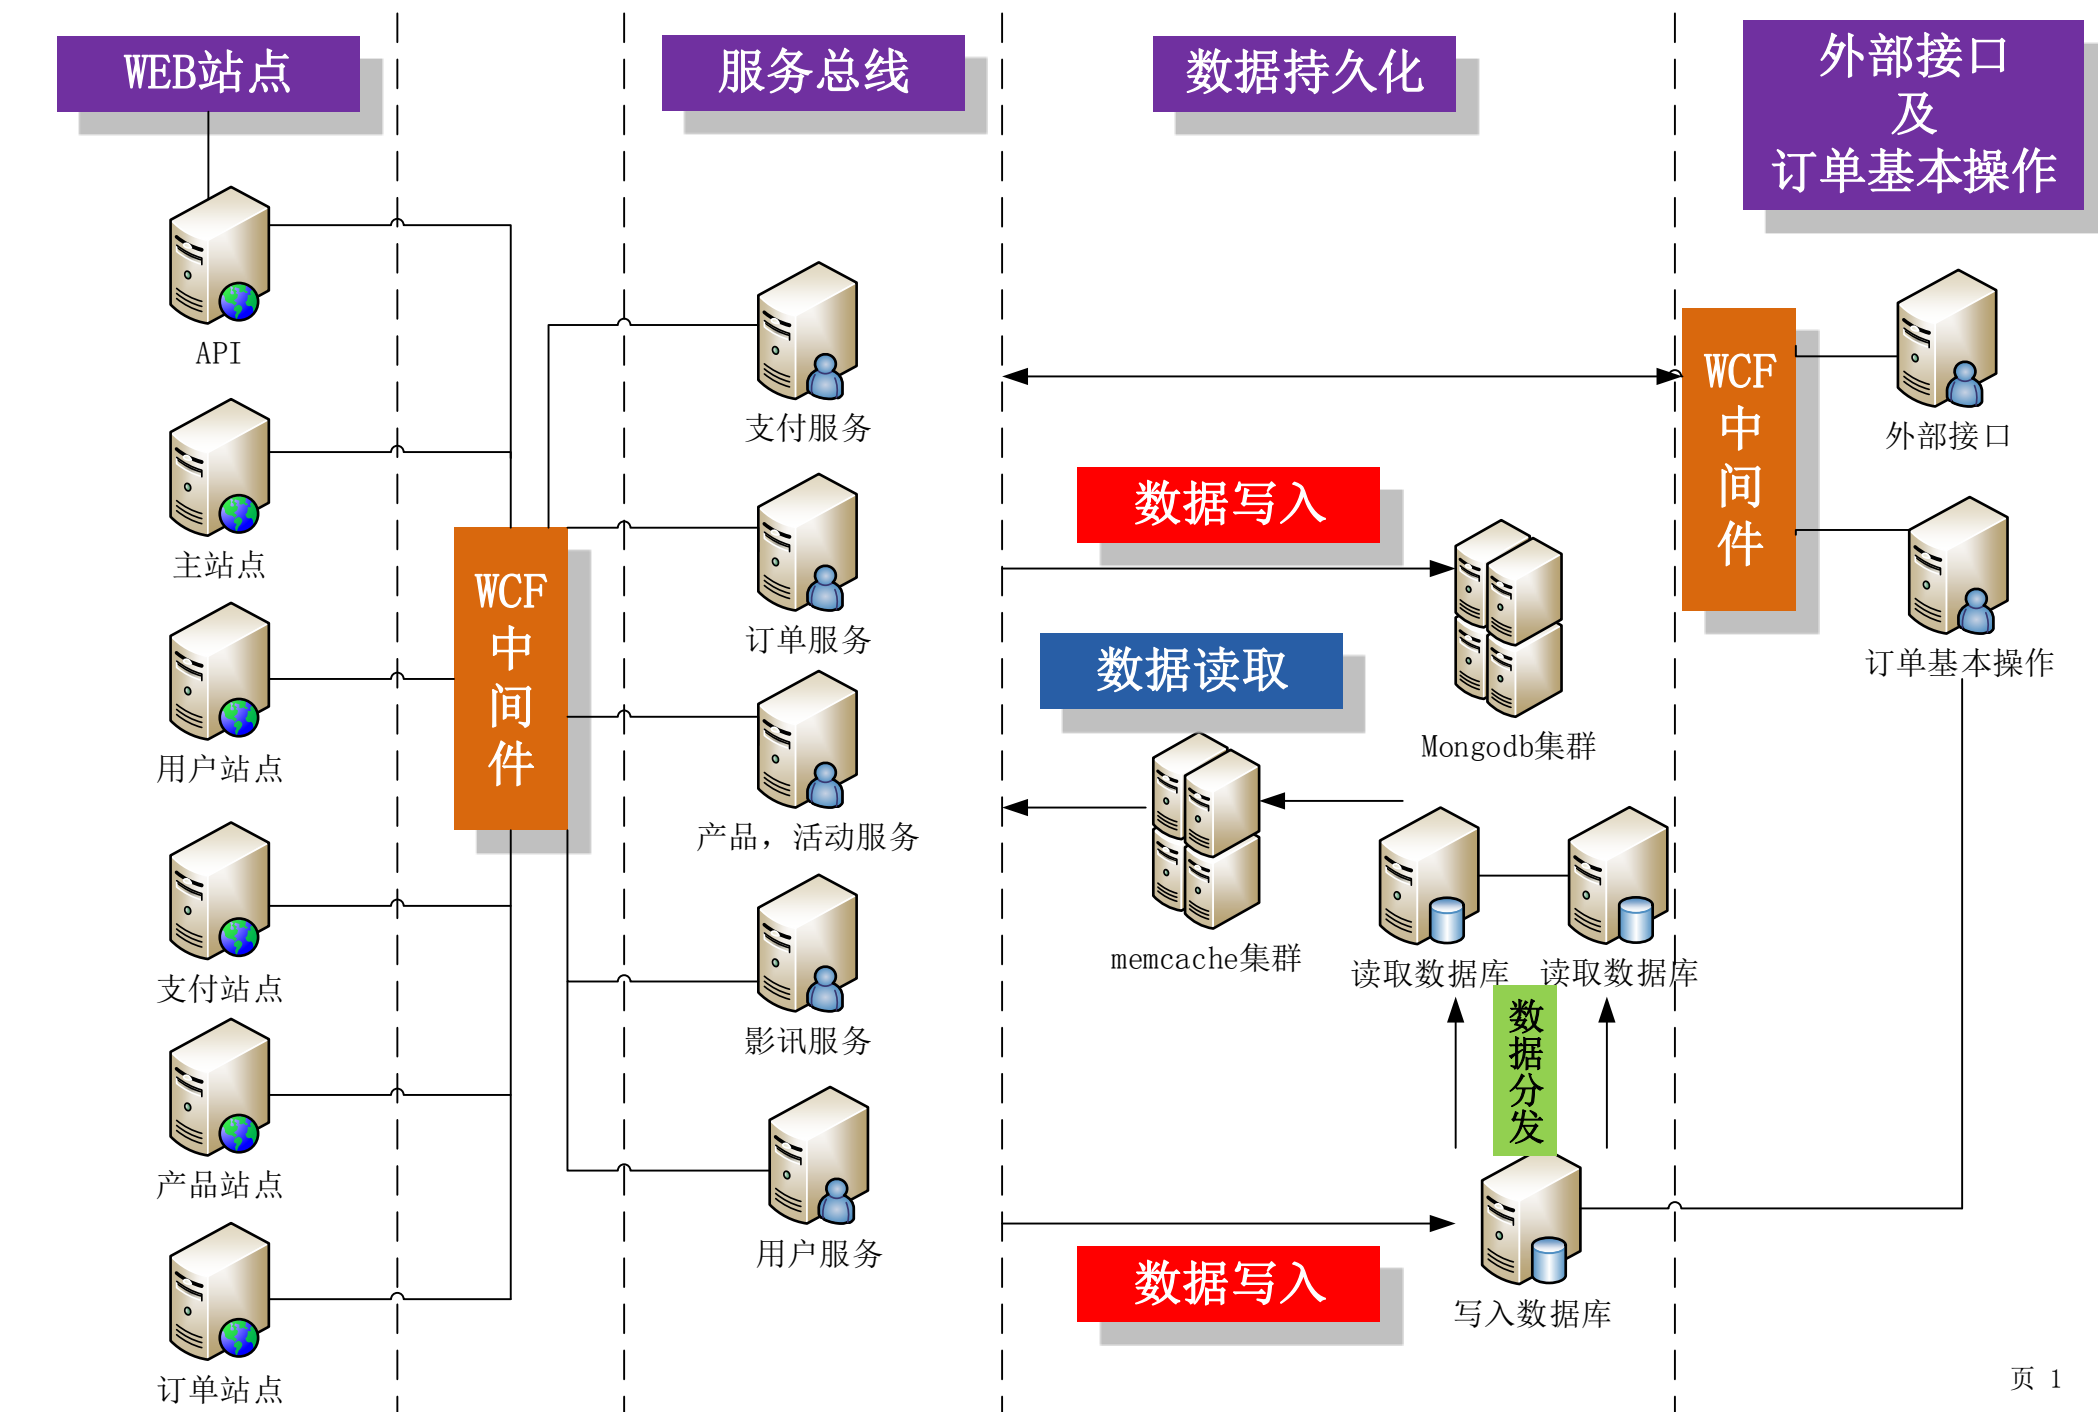 WEB站点
服务总线
数据持久化
外部接口
及
订单基本操作
API
主站点
用户站点
支付站点
产品站点
订单站点
WCF
中
间
件
支付服务
订单服务
产品，活动服务
影讯服务
用户服务
数据写入
Mongodb集群
数据读取
memcache集群
读取数据库
读取数据库
数
据
分
发
数据写入
写入数据库
WCF
中
间
件
外部接口
订单基本操作
页 1